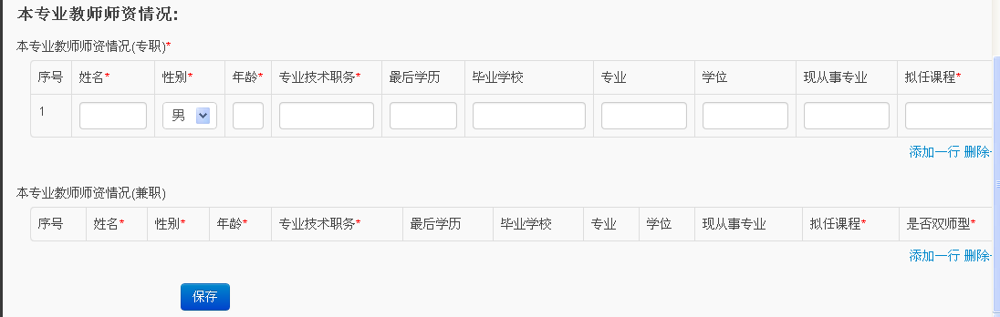 本专业教师师资情况:
本专业教师师资情况(专职)*
序号 姓名* 性别* 年龄* 专业技术职务* 最后学历 毕业学校 专业 学位 现从事专业 拟任课程*
1 男
添加一行 删除
本专业教师师资情况(兼职)
序号 姓名* 性别* 年龄* 专业技术职务* 最后学历 毕业学校 专业 学位 现从事专业 拟任课程* 是否双师型*
添加一行 删除
保存